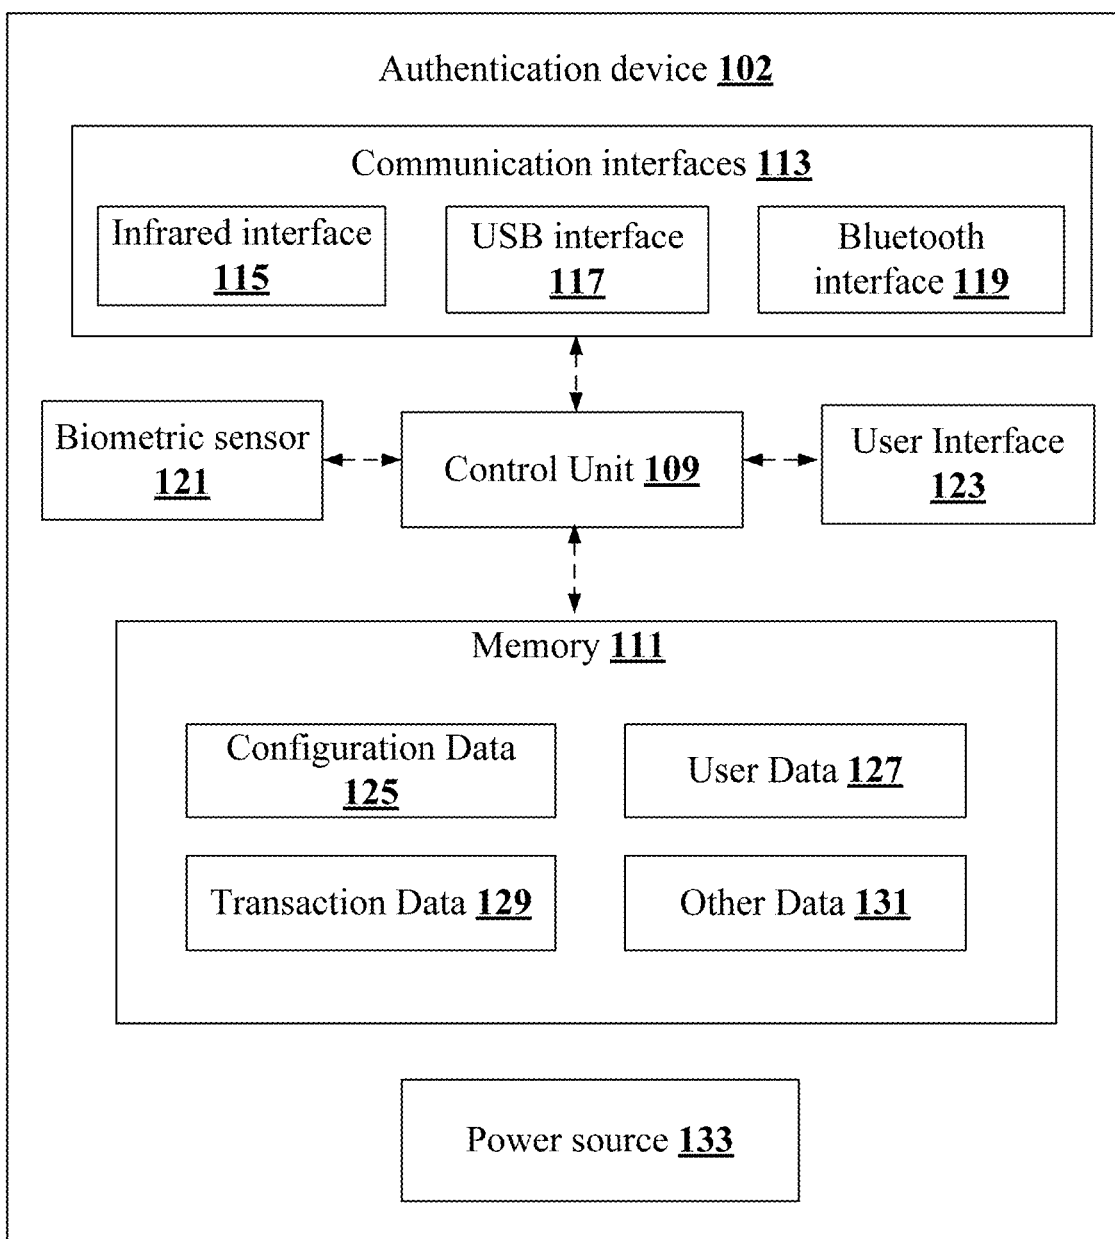 Authentication device 102
Communication interfaces 113
Infrared interface
115
USB interface
117
Bluetooth
interface 119
Biometric sensor
121
Control Unit 109
User Interface
123
Memory 111
Configuration Data
125
User Data 127
Transaction Data 129
Other Data 131
Power source 133